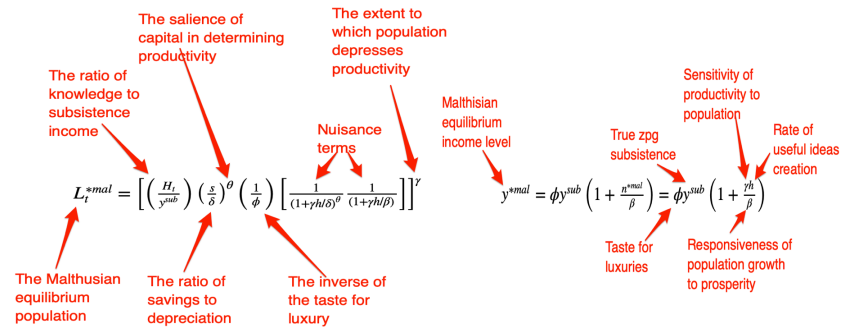 The salience of
capital in determining
productivity
The extent to
which population
depresses
productivity
The ratio of
knowledge to
subsistence
income
Nuisance
terms
Malthisian
equilibrium
income level
True zpg
subsistence
Sensitivity of
productivity to
population
Rate of
useful ideas
creation
L_t^{*mal} = [(H_t/y^{sub}) (s/δ)^θ (1/ϕ) [1/(1+γh/δ)^θ 1/(1+γh/β)]]^γ
y^{*mal} = ϕy^{sub} (1 + n^{*mal}/β) = ϕy^{sub} (1 + γh/β)
The Malthusian
equilibrium
population
The ratio of
savings to
depreciation
The inverse of
the taste for
luxury
Taste for
luxuries
Responsiveness of
population growth
to prosperity